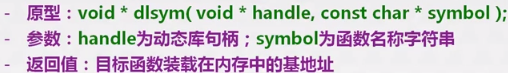 - 原型：void * dlsym( void * handle, const char * symbol );
- 参数：handle为动态库句柄；symbol为函数名称字符串
- 返回值：目标函数装载在内存中的基地址